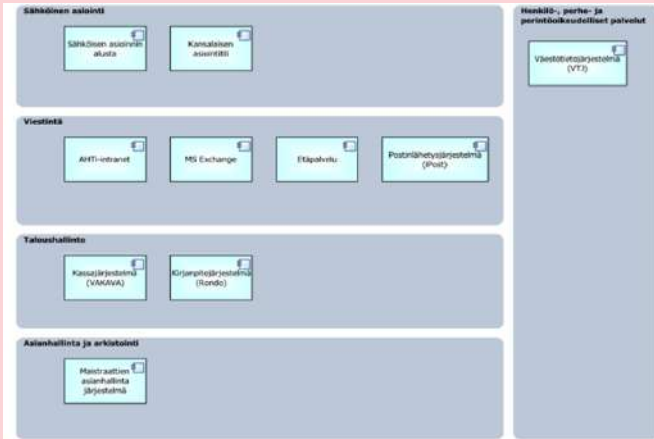 Sähköinen asiointi
Sähköisen asioinnin
alusta
Kansalaisen
asiointitili
Viestintä
AHTi-intranet
MS Exchange
Etäpalvelu
Postinlähetysjärjestelmä
(iPost)
Taloushallinto
Kassajärjestelmä
(VAKAVA)
Kirjanpitojärjestelmä
(Rondo)
Asianhallinta ja arkistointi
Maistraattien
asianhallinta
järjestelmä
Henkilö-, perhe- ja
perintöoikeudelliset palvelut
Väestötietojärjestelmä
(VTJ)